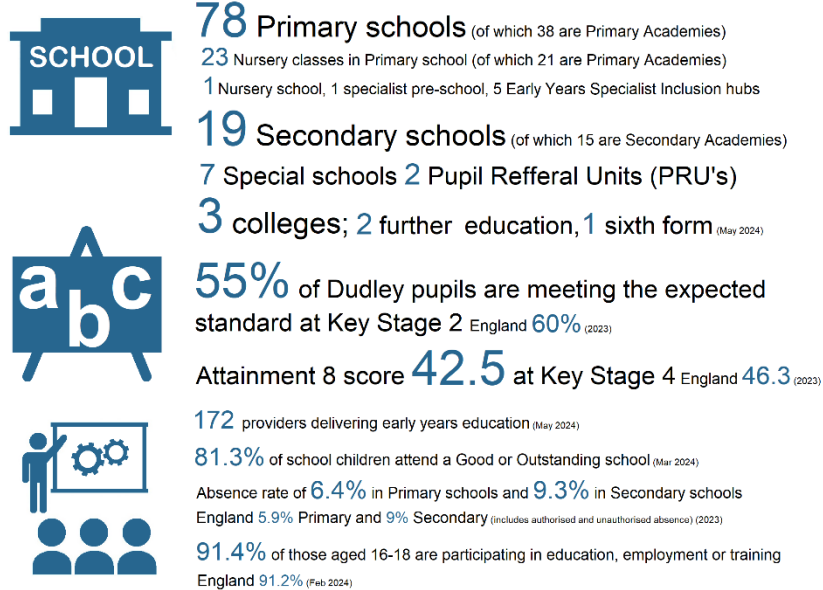 SCHOOL
78 Primary schools (of which 38 are Primary Academies)
23 Nursery classes in Primary school (of which 21 are Primary Academies)
1 Nursery school, 1 specialist pre-school, 5 Early Years Specialist Inclusion hubs
19 Secondary schools (of which 15 are Secondary Academies)
7 Special schools 2 Pupil Refferal Units (PRU's)
3 colleges; 2 further education, 1 sixth form (May 2024)
abc
55% of Dudley pupils are meeting the expected
standard at Key Stage 2 England 60% (2023)
Attainment 8 score 42.5 at Key Stage 4 England 46.3 (2023)
172 providers delivering early years education (May 2024)
81.3% of school children attend a Good or Outstanding school (Mar 2024)
Absence rate of 6.4% in Primary schools and 9.3% in Secondary schools
England 5.9% Primary and 9% Secondary (includes authorised and unauthorised absence) (2023)
91.4% of those aged 16-18 are participating in education, employment or training
England 91.2% (Feb 2024)